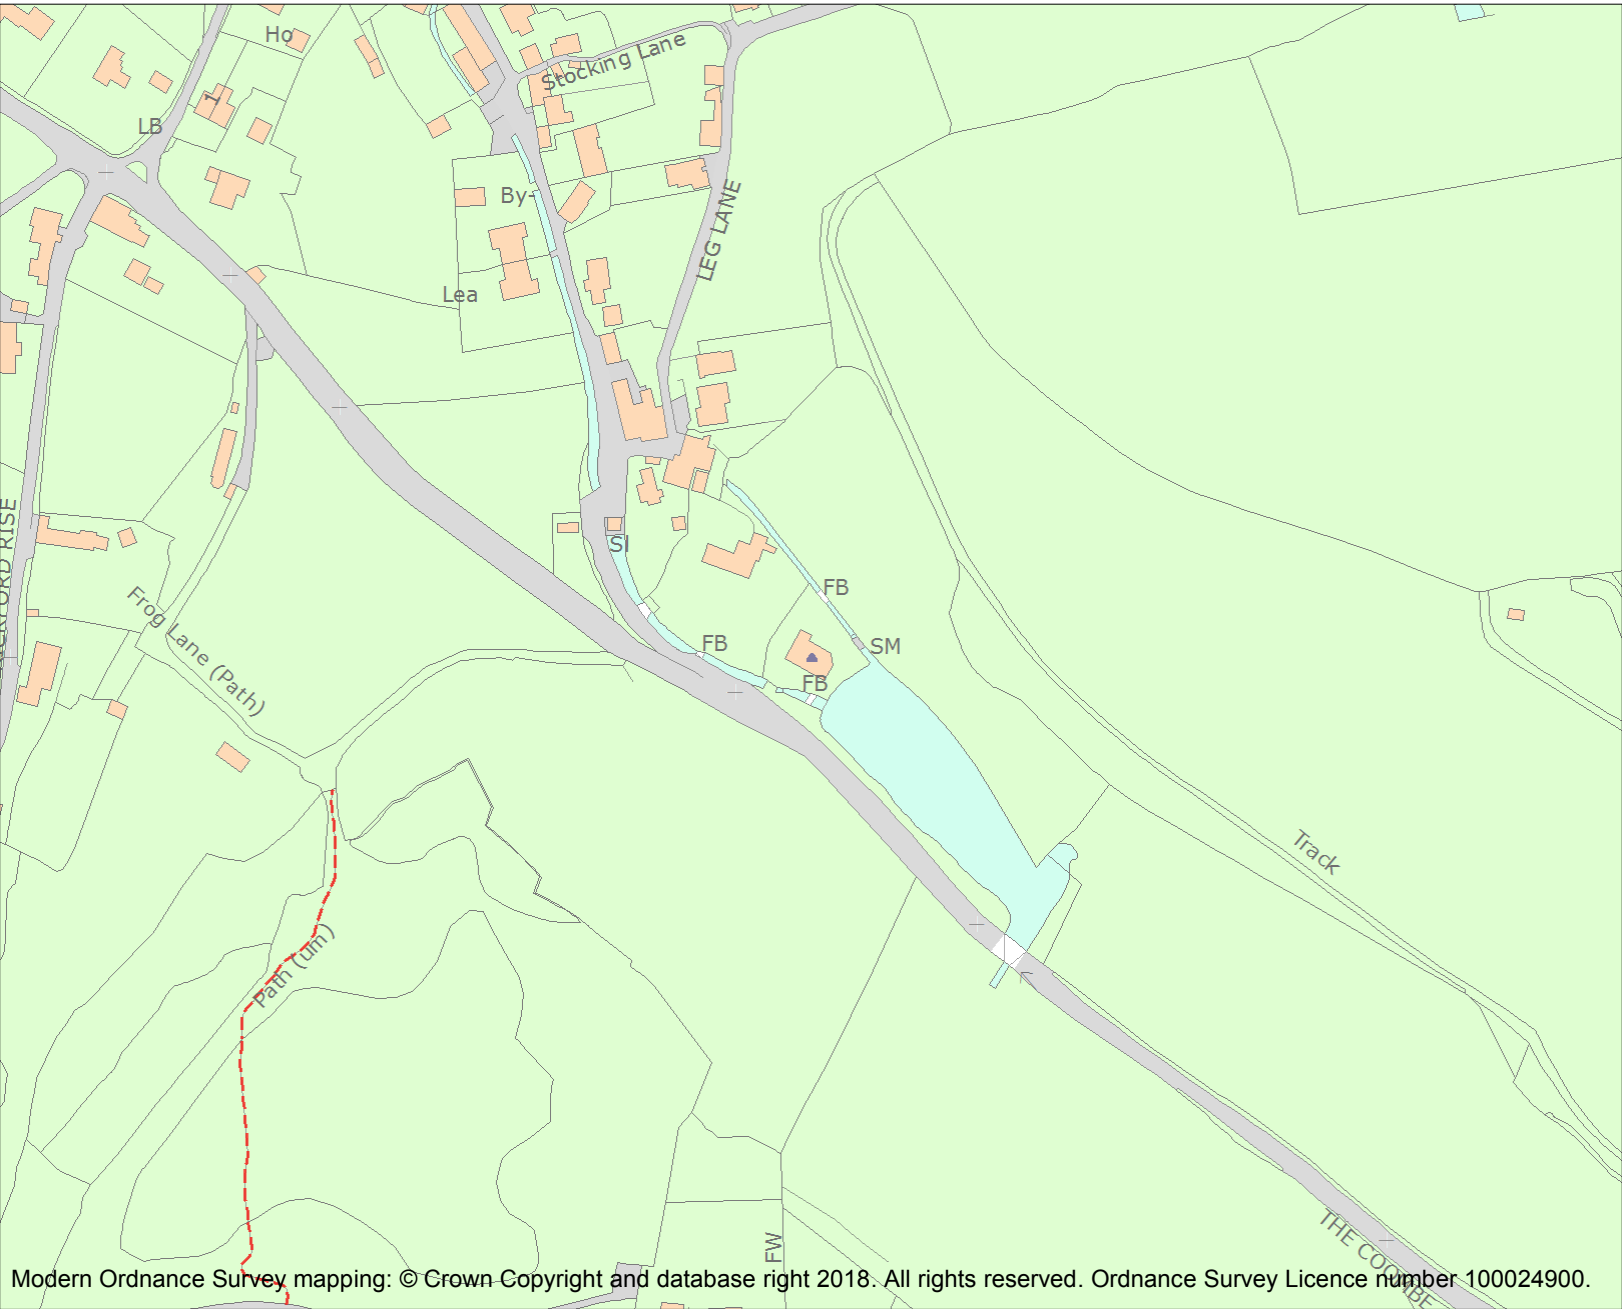 Ho
Stocking Lane
1
LB
By-
LEG LANE
Lea
SI
FB
Frog Lane (Path)
FB
SM
FB
Track
Path (um)
FW
THE COOMBE
Modern Ordnance Survey mapping: © Crown Copyright and database right 2018. All rights reserved. Ordnance Survey Licence number 100024900.
RISE